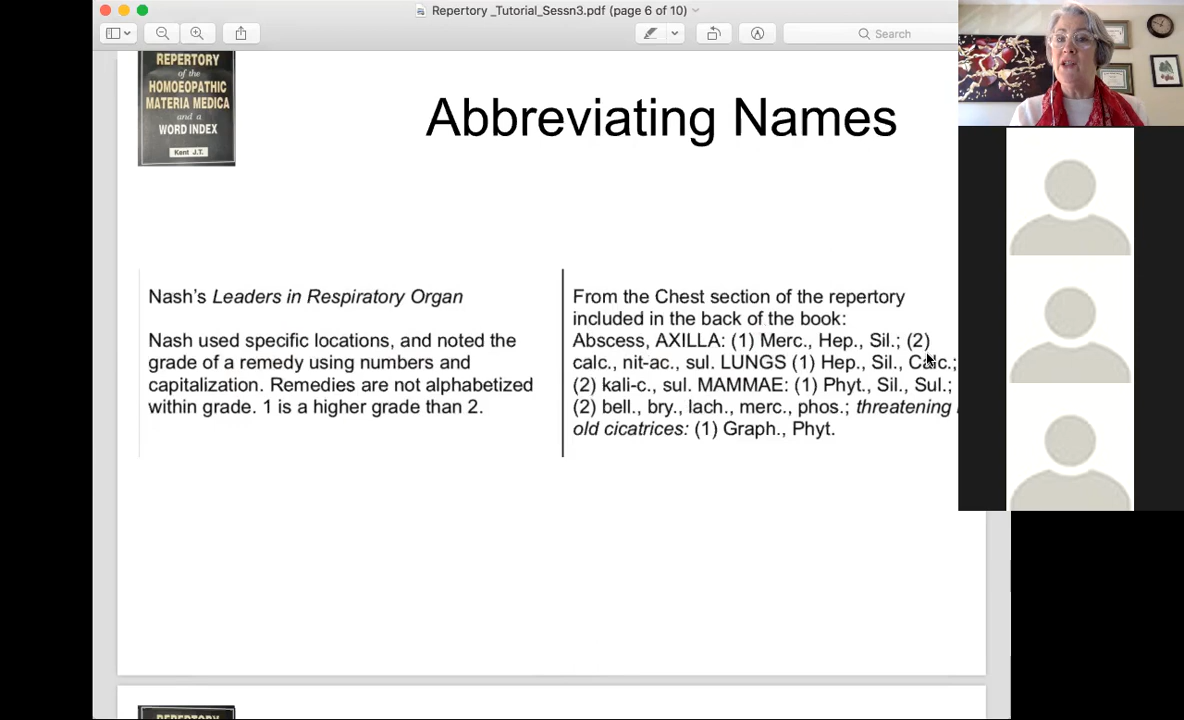 Repertory _Tutorial_Sessn3.pdf (page 6 of 10)
Search
REPERTORY
of the
HOMOEOPATHIC
MATERIA MEDICA
and a
WORD INDEX
Kent J.T.
Abbreviating Names
Nash's Leaders in Respiratory Organ
Nash used specific locations, and noted the
grade of a remedy using numbers and
capitalization. Remedies are not alphabetized
within grade. 1 is a higher grade than 2.
From the Chest section of the repertory
included in the back of the book:
Abscess, AXILLA: (1) Merc., Hep., Sil.; (2)
calc., nit-ac., sul. LUNGS (1) Hep., Sil., Calc.;
(2) kali-c., sul. MAMMAE: (1) Phyt., Sil., Sul.;
(2) bell., bry., lach., merc., phos.; threatening
old cicatrices: (1) Graph., Phyt.
REPERTORY